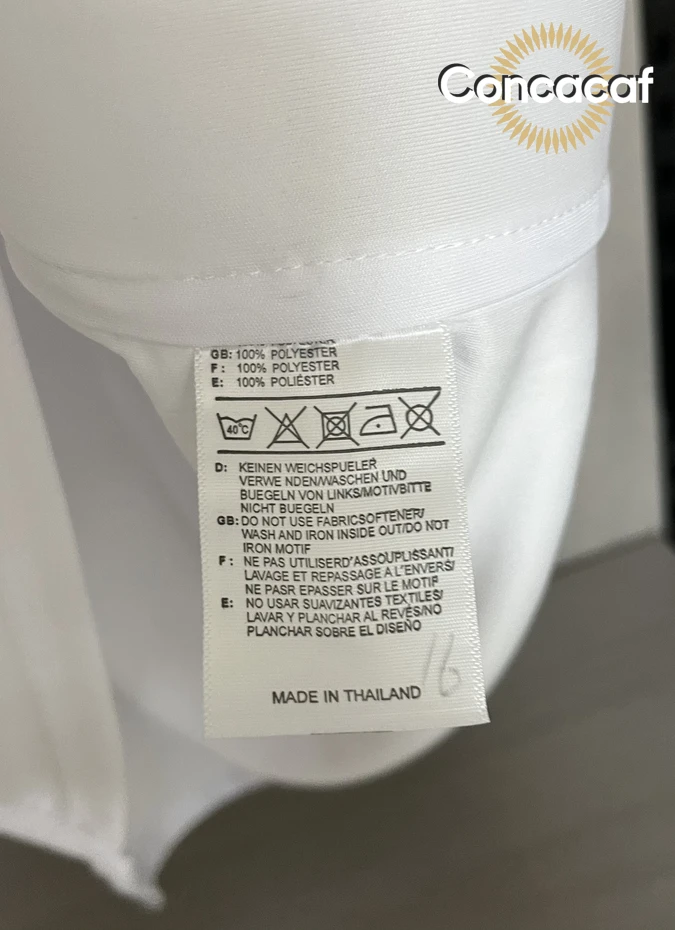 Concacaf
GB: 100% POLYESTER
F: 100% POLYESTER
E: 100% POLIÉSTER
40°C
D: KEINEN WEICHSPUELER
VERWE NDEN/WASCHEN UND
BUEGELN VON LINKS/MOTIVBITTE
NICHT BUEGELN
GB: DO NOT USE FABRICSOFTENER/
WASH AND IRON INSIDE OUT/DO NOT
IRON MOTIF
F: NE PAS UTILISERD'ASSOUPLISSANT/
LAVAGE ET REPASSAGE A L'ENVERS/
NE PASR EPASSER SUR LE MOTIF
E: NO USAR SUAVIZANTES TEXTILES/
LAVAR Y PLANCHAR AL REVÉS/NO
PLANCHAR SOBRE EL DISEÑO
16
MADE IN THAILAND